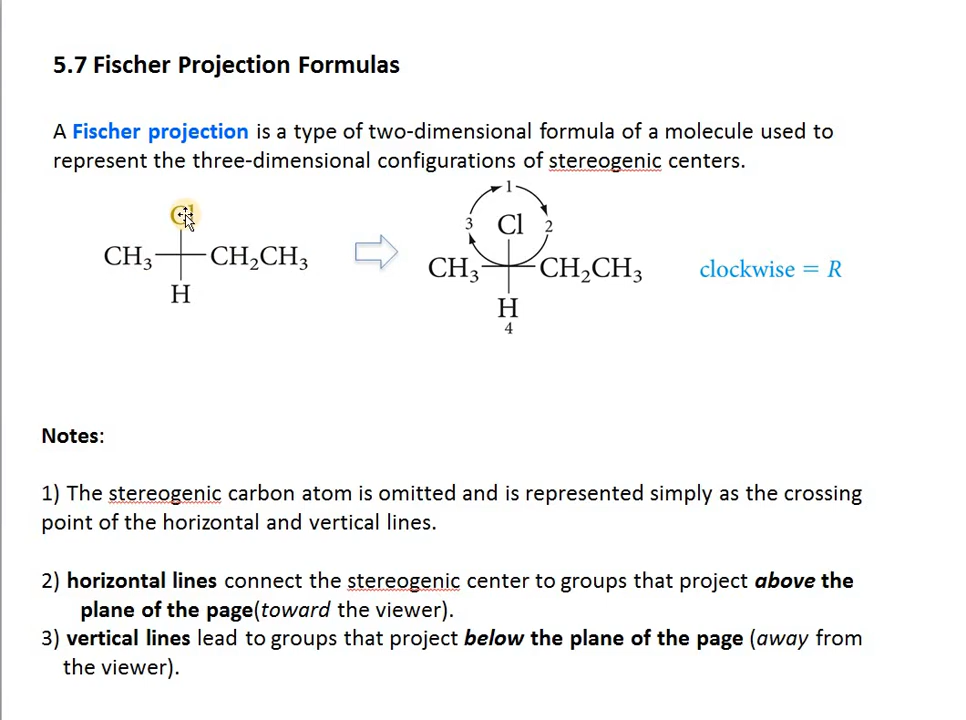 5.7 Fischer Projection Formulas
A Fischer projection is a type of two-dimensional formula of a molecule used to
represent the three-dimensional configurations of stereogenic centers.
Cl
CH₃ CH₂CH₃
H
1
3 Cl 2
CH₃ CH₂CH₃
H
4
clockwise = R
Notes:
1) The stereogenic carbon atom is omitted and is represented simply as the crossing
point of the horizontal and vertical lines.
2) horizontal lines connect the stereogenic center to groups that project above the
plane of the page(toward the viewer).
3) vertical lines lead to groups that project below the plane of the page (away from
the viewer).